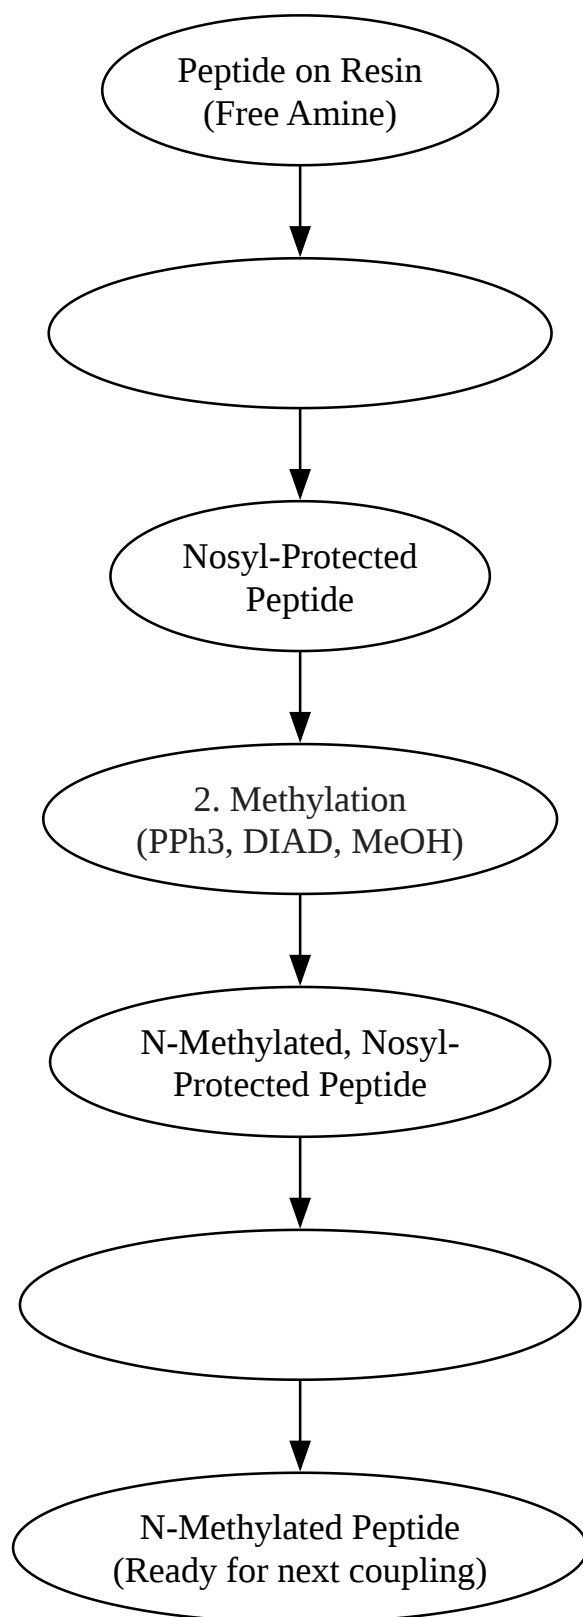 Peptide on Resin
(Free Amine)
Nosyl-Protected
Peptide
2. Methylation
(PPh3, DIAD, MeOH)
N-Methylated, Nosyl-
Protected Peptide
N-Methylated Peptide
(Ready for next coupling)